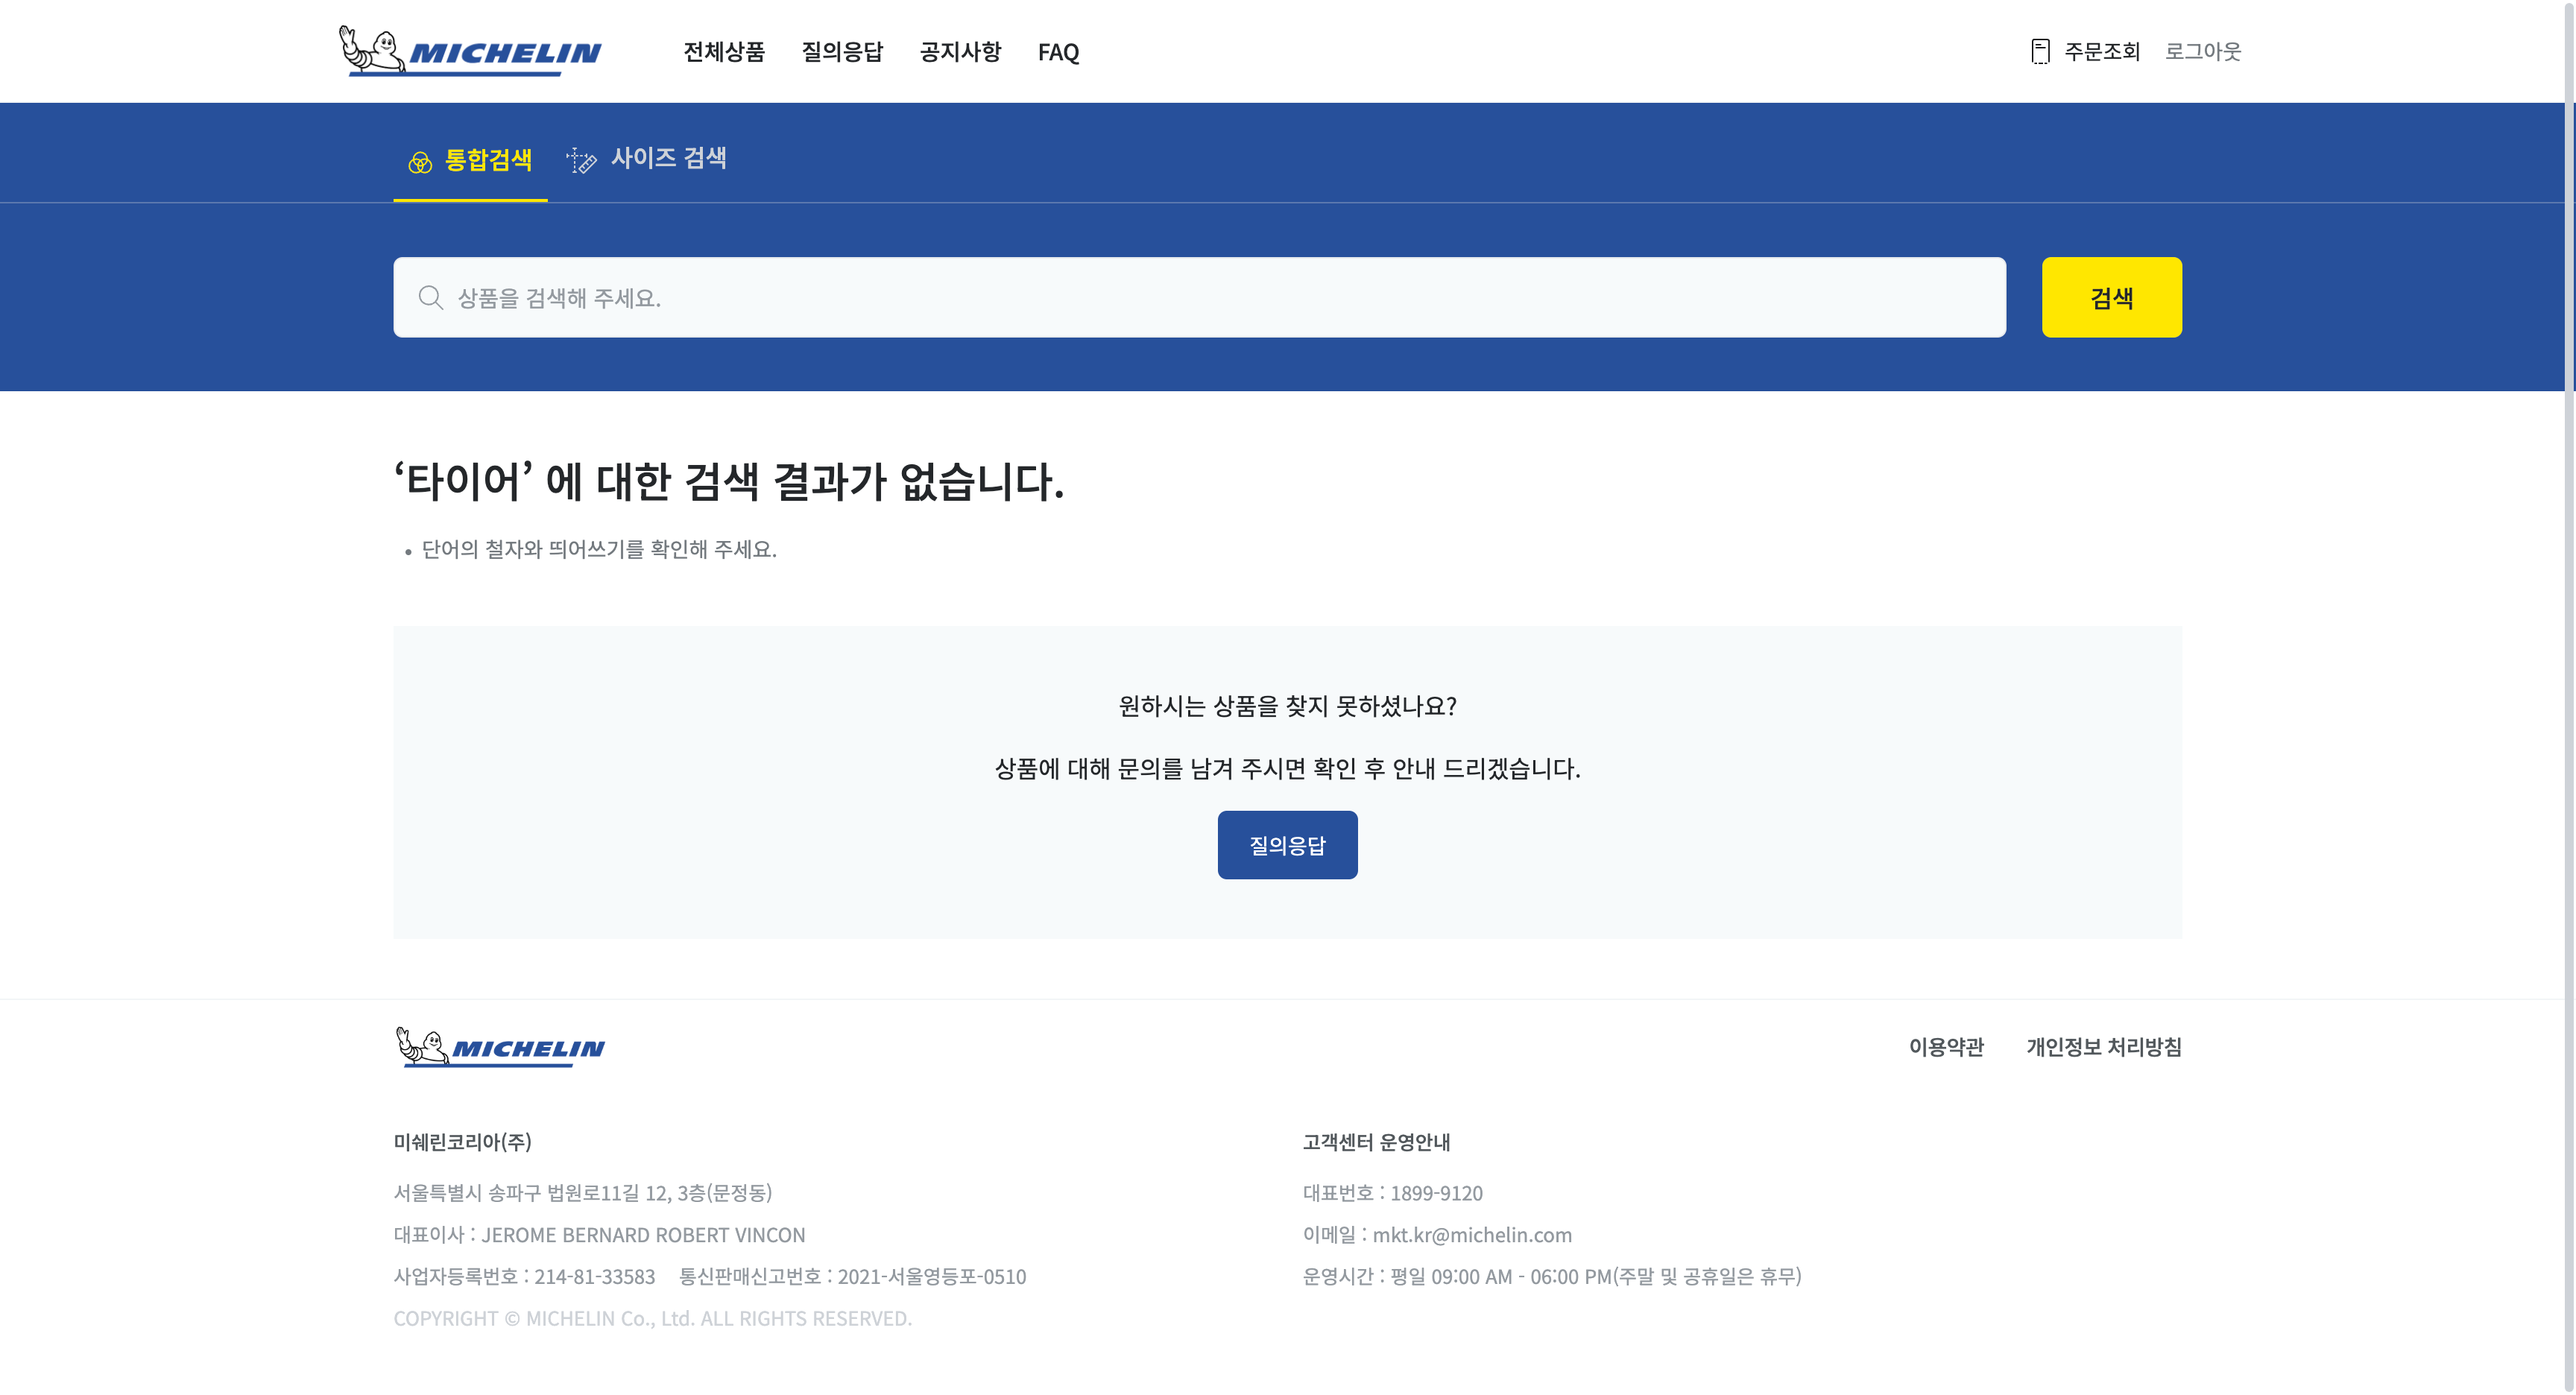 MICHELIN
전체상품 질의응답 공지사항 FAQ
주문조회 로그아웃
통합검색 사이즈 검색
상품을 검색해 주세요.
검색
‘타이어’ 에 대한 검색 결과가 없습니다.
• 단어의 철자와 띄어쓰기를 확인해 주세요.
원하시는 상품을 찾지 못하셨나요?
상품에 대해 문의를 남겨 주시면 확인 후 안내 드리겠습니다.
질의응답
MICHELIN
이용약관 개인정보 처리방침
미쉐린코리아(주)
서울특별시 송파구 법원로11길 12, 3층(문정동)
대표이사 : JEROME BERNARD ROBERT VINCON
사업자등록번호 : 214-81-33583 통신판매신고번호 : 2021-서울영등포-0510
COPYRIGHT © MICHELIN Co., Ltd. ALL RIGHTS RESERVED.
고객센터 운영안내
대표번호 : 1899-9120
이메일 : mkt.kr@michelin.com
운영시간 : 평일 09:00 AM - 06:00 PM(주말 및 공휴일은 휴무)